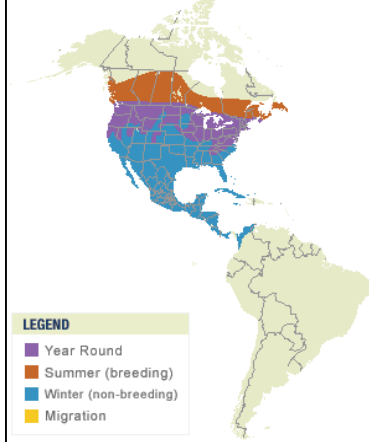 LEGEND
Year Round
Summer (breeding)
Winter (non-breeding)
Migration